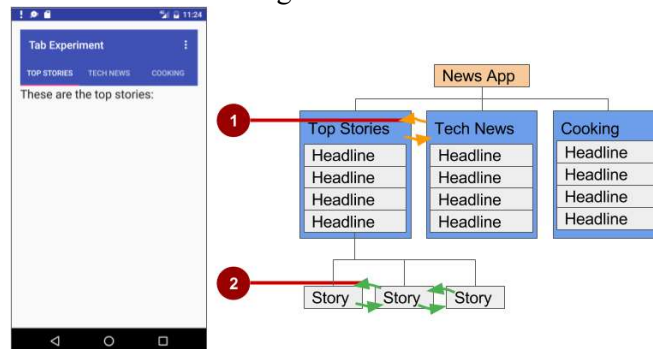 11:24
Tab Experiment
TOP STORIES TECH NEWS COOKING
These are the top stories:
News App
1
Top Stories Tech News Cooking
Headline Headline Headline
Headline Headline Headline
Headline Headline Headline
Headline Headline Headline
2
Story Story Story